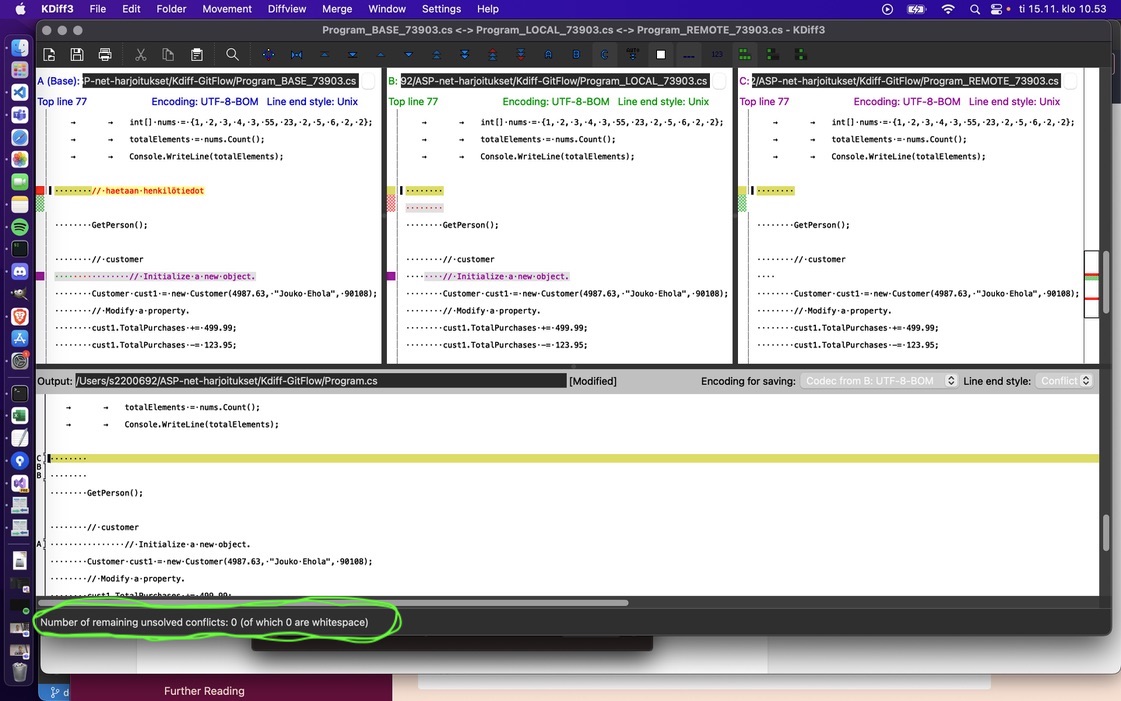 KDiff3 File Edit Folder Movement Diffview Merge Window Settings Help ti 15.11. klo 10.53
Program_BASE_73903.cs <-> Program_LOCAL_73903.cs <-> Program_REMOTE_73903.cs - KDiff3
A (Base): :P-net-harjoitukset/Kdiff-GitFlow/Program_BASE_73903.cs
Top line 77 Encoding: UTF-8-BOM Line end style: Unix
→ → int[]·nums·=·{1,·2,·3,·4,·3,·55,·23,·2,·5,·6,·2,·2};
→ → totalElements·=·nums.Count();
→ → Console.WriteLine(totalElements);
········//·haetaan·henkilötiedot
········GetPerson();
········//·customer
················//·Initialize·a·new·object.
········Customer·cust1·=·new·Customer(4987.63,·"Jouko·Ehola",·90108);
········//·Modify·a·property.
········cust1.TotalPurchases·+=·499.99;
········cust1.TotalPurchases·-=·123.95;
B: 92/ASP-net-harjoitukset/Kdiff-GitFlow/Program_LOCAL_73903.cs
Top line 77 Encoding: UTF-8-BOM Line end style: Unix
→ → int[]·nums·=·{1,·2,·3,·4,·3,·55,·23,·2,·5,·6,·2,·2};
→ → totalElements·=·nums.Count();
→ → Console.WriteLine(totalElements);
········
········
········GetPerson();
········//·customer
········//·Initialize·a·new·object.
········Customer·cust1·=·new·Customer(4987.63,·"Jouko·Ehola",·90108);
········//·Modify·a·property.
········cust1.TotalPurchases·+=·499.99;
········cust1.TotalPurchases·-=·123.95;
C: 2/ASP-net-harjoitukset/Kdiff-GitFlow/Program_REMOTE_73903.cs
Top line 77 Encoding: UTF-8-BOM Line end style: Unix
→ → int[]·nums·=·{1,·2,·3,·4,·3,·55,·23,·2,·5,·6,·2,·2};
→ → totalElements·=·nums.Count();
→ → Console.WriteLine(totalElements);
········
········GetPerson();
········//·customer
····
········Customer·cust1·=·new·Customer(4987.63,·"Jouko·Ehola",·90108);
········//·Modify·a·property.
········cust1.TotalPurchases·+=·499.99;
········cust1.TotalPurchases·-=·123.95;
Output: /Users/s2200692/ASP-net-harjoitukset/Kdiff-GitFlow/Program.cs [Modified] Encoding for saving: Codec from B: UTF-8-BOM Line end style: Conflict
→ → totalElements·=·nums.Count();
→ → Console.WriteLine(totalElements);
C ········
B
B ········
········GetPerson();
········//·customer
A ················//·Initialize·a·new·object.
········Customer·cust1·=·new·Customer(4987.63,·"Jouko·Ehola",·90108);
········//·Modify·a·property.
········cust1.TotalPurchases·+=·499.99;
Number of remaining unsolved conflicts: 0 (of which 0 are whitespace)
d
Further Reading